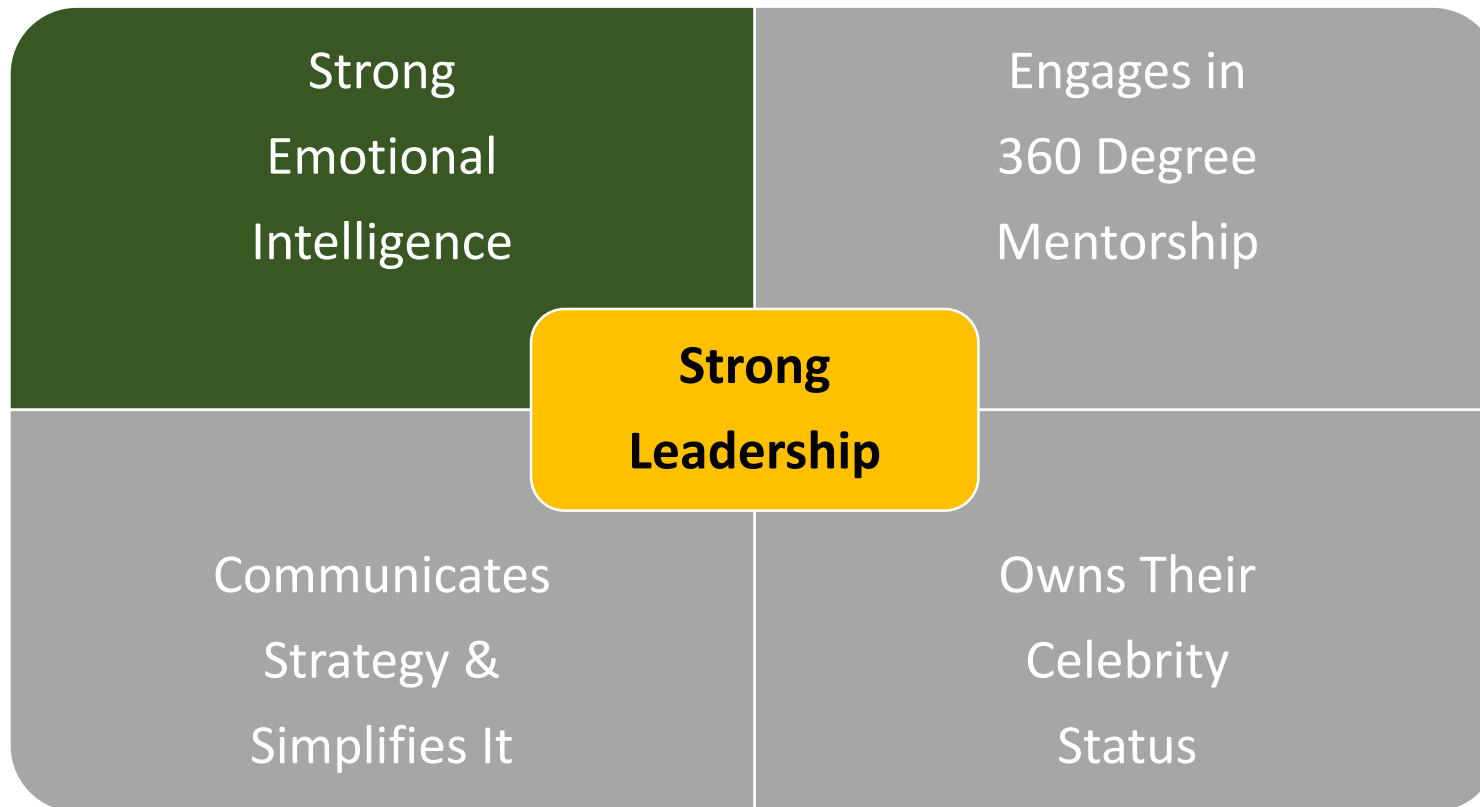 Strong
Emotional
Intelligence
Engages in
360 Degree
Mentorship
Strong
Leadership
Communicates
Strategy &
Simplifies It
Owns Their
Celebrity
Status